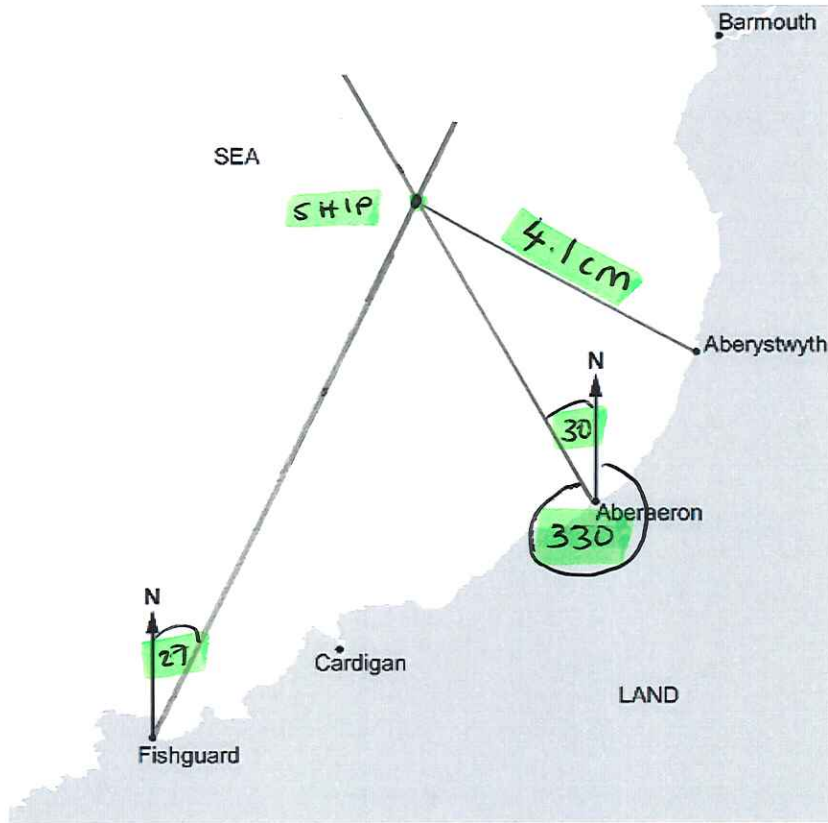 Barmouth
SEA
SHIP
4.1cm
Aberystwyth
N
30
Aberaeron
330
N
27
Cardigan
LAND
Fishguard